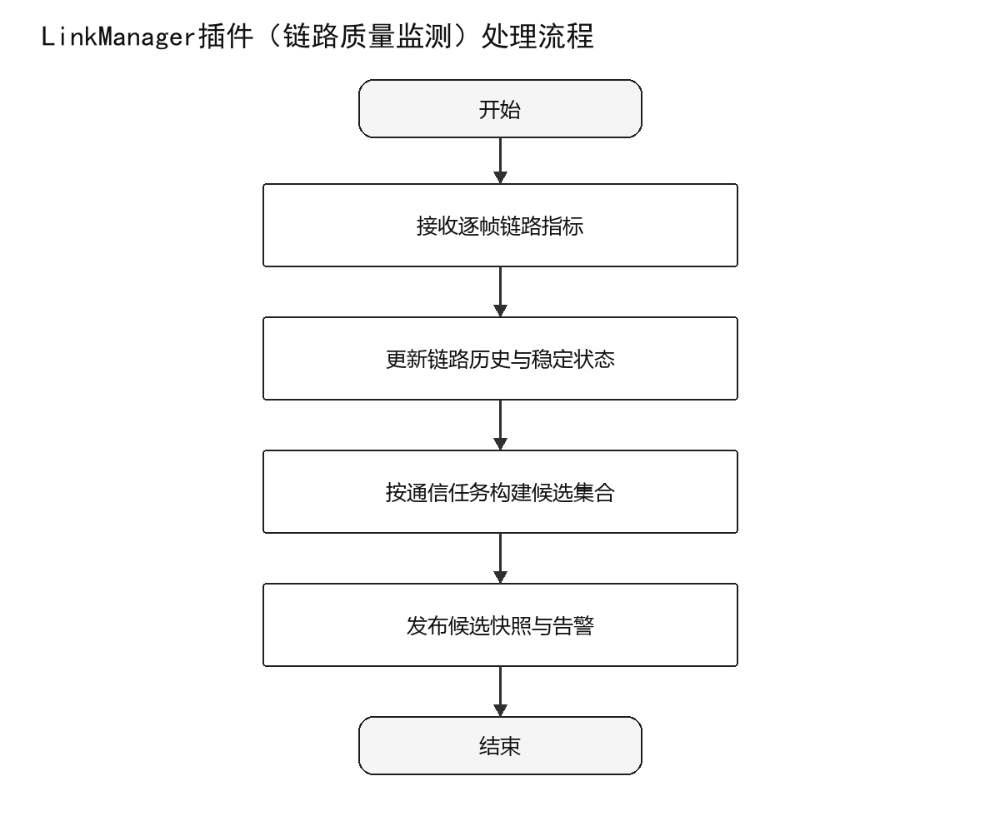 LinkManager插件（链路质量监测）处理流程
开始
接收逐帧链路指标
更新链路历史与稳定状态
按通信任务构建候选集合
发布候选快照与告警
结束